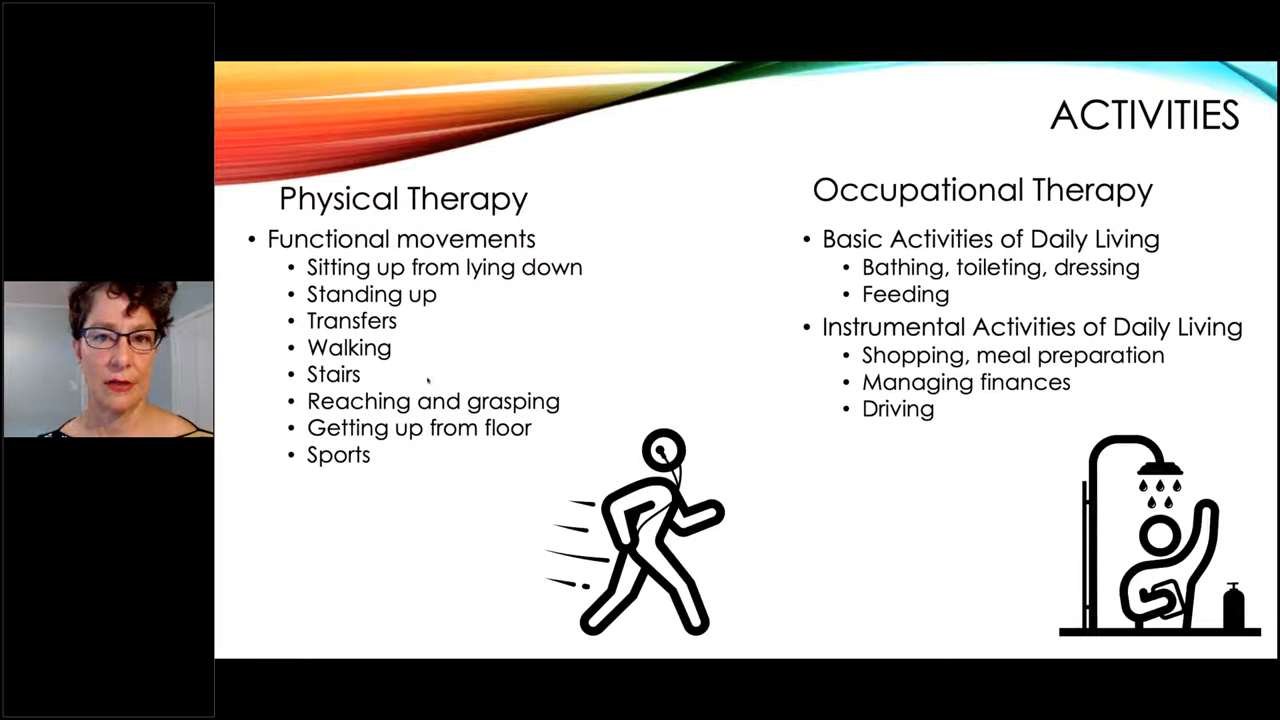 ACTIVITIES
Physical Therapy
• Functional movements
• Sitting up from lying down
• Standing up
• Transfers
• Walking
• Stairs
• Reaching and grasping
• Getting up from floor
• Sports
Occupational Therapy
• Basic Activities of Daily Living
• Bathing, toileting, dressing
• Feeding
• Instrumental Activities of Daily Living
• Shopping, meal preparation
• Managing finances
• Driving